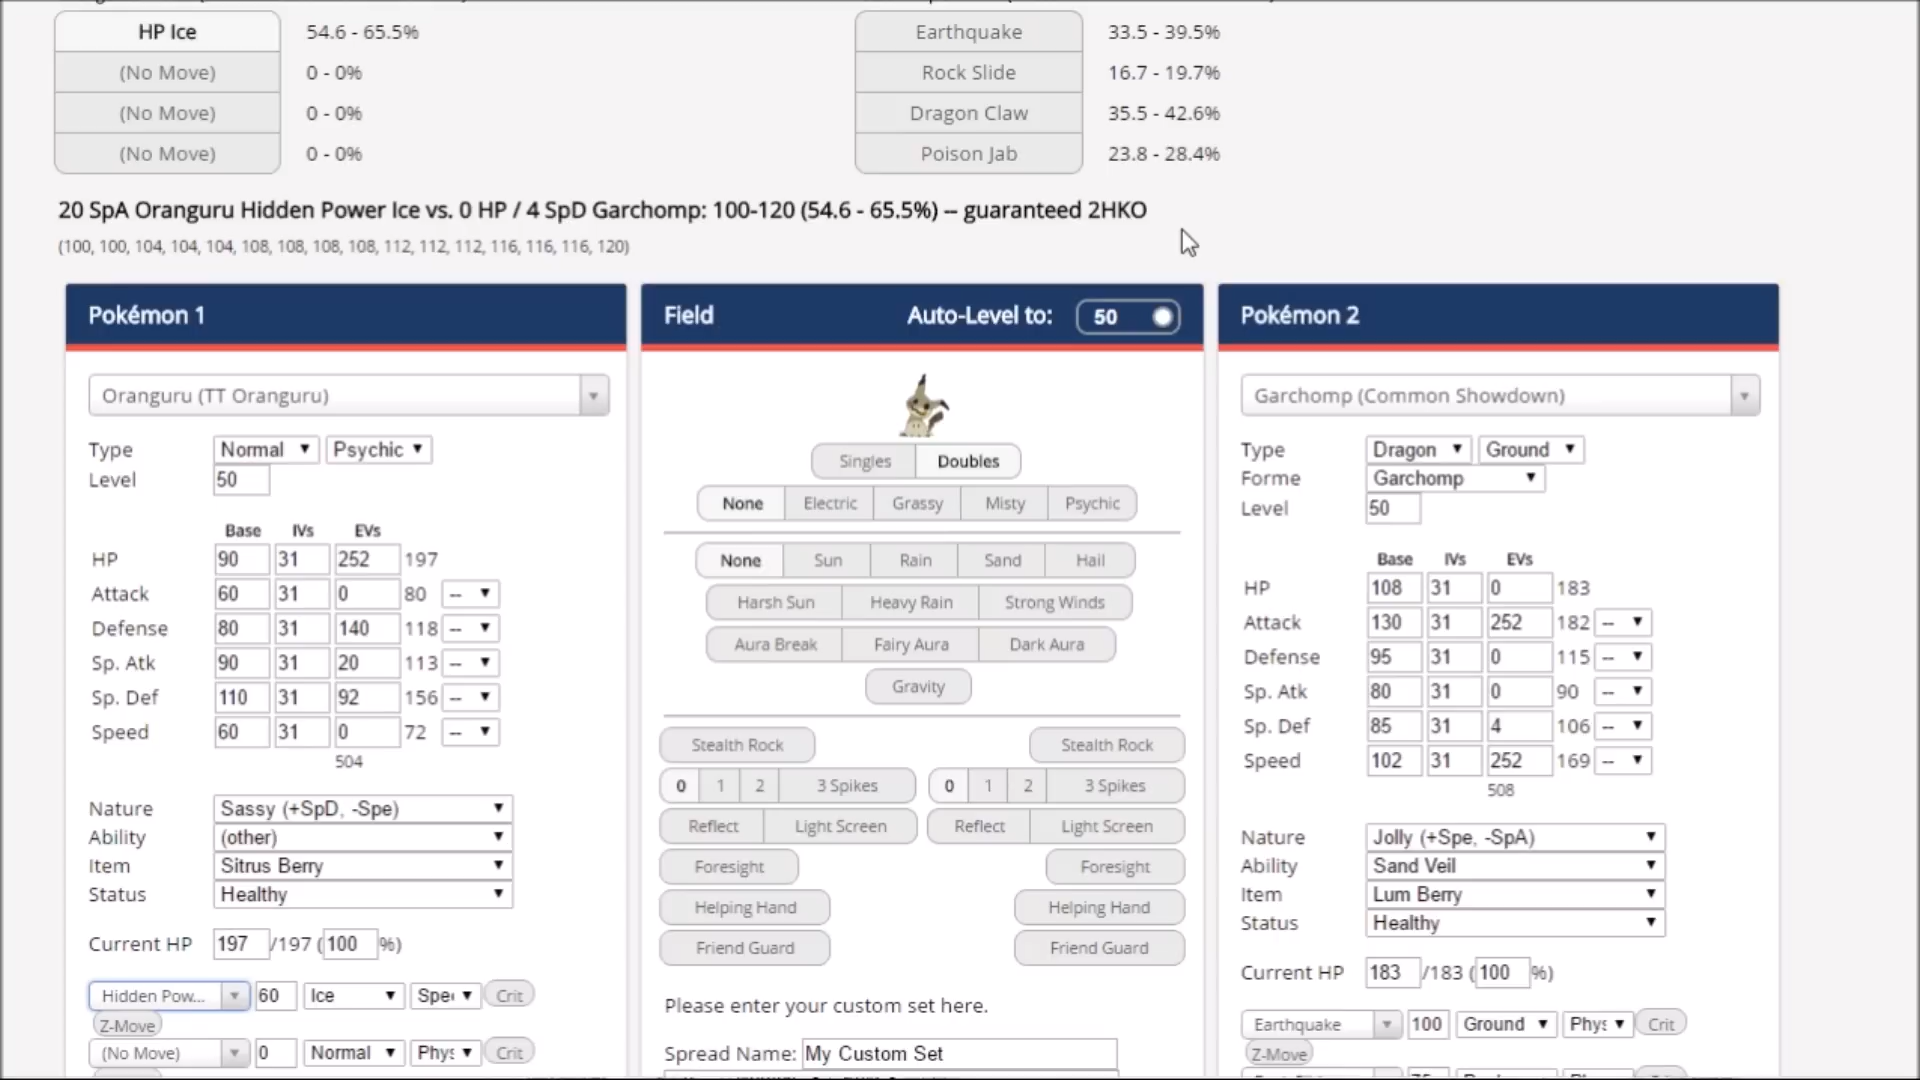 HP Ice 54.6 - 65.5%
(No Move) 0 - 0%
(No Move) 0 - 0%
(No Move) 0 - 0%
Earthquake 33.5 - 39.5%
Rock Slide 16.7 - 19.7%
Dragon Claw 35.5 - 42.6%
Poison Jab 23.8 - 28.4%
20 SpA Oranguru Hidden Power Ice vs. 0 HP / 4 SpD Garchomp: 100-120 (54.6 - 65.5%) -- guaranteed 2HKO
(100, 100, 104, 104, 104, 108, 108, 108, 108, 112, 112, 112, 116, 116, 116, 120)
Pokémon 1
Oranguru (TT Oranguru)
Type Normal Psychic
Level 50
Base IVs EVs
HP 90 31 252 197
Attack 60 31 0 80 --
Defense 80 31 140 118 --
Sp. Atk 90 31 20 113 --
Sp. Def 110 31 92 156 --
Speed 60 31 0 72 --
504
Nature Sassy (+SpD, -Spe)
Ability (other)
Item Sitrus Berry
Status Healthy
Current HP 197 /197 (100 %)
Hidden Pow... 60 Ice Spe Crit
Z-Move
(No Move) 0 Normal Phys Crit
Field Auto-Level to: 50
Singles Doubles
None Electric Grassy Misty Psychic
None Sun Rain Sand Hail
Harsh Sun Heavy Rain Strong Winds
Aura Break Fairy Aura Dark Aura
Gravity
Stealth Rock Stealth Rock
0 1 2 3 Spikes 0 1 2 3 Spikes
Reflect Light Screen Reflect Light Screen
Foresight Foresight
Helping Hand Helping Hand
Friend Guard Friend Guard
Please enter your custom set here.
Spread Name: My Custom Set
Pokémon 2
Garchomp (Common Showdown)
Type Dragon Ground
Forme Garchomp
Level 50
Base IVs EVs
HP 108 31 0 183
Attack 130 31 252 182 --
Defense 95 31 0 115 --
Sp. Atk 80 31 0 90 --
Sp. Def 85 31 4 106 --
Speed 102 31 252 169 --
508
Nature Jolly (+Spe, -SpA)
Ability Sand Veil
Item Lum Berry
Status Healthy
Current HP 183 /183 (100 %)
Earthquake 100 Ground Phys Crit
Z-Move